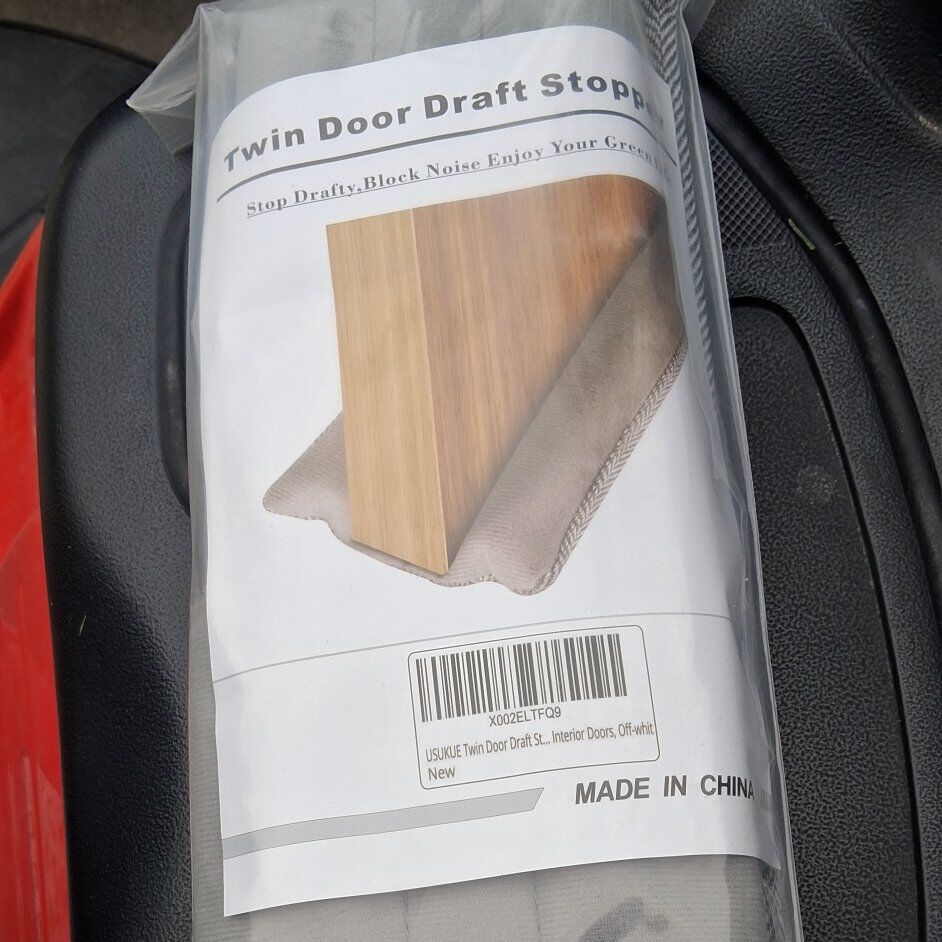 Twin Door Draft Stopp
Stop Drafty,Block Noise Enjoy Your Green
X002ELTFQ9
USUKUE Twin Door Draft St... Interior Doors, Off-whit
New
MADE IN CHINA